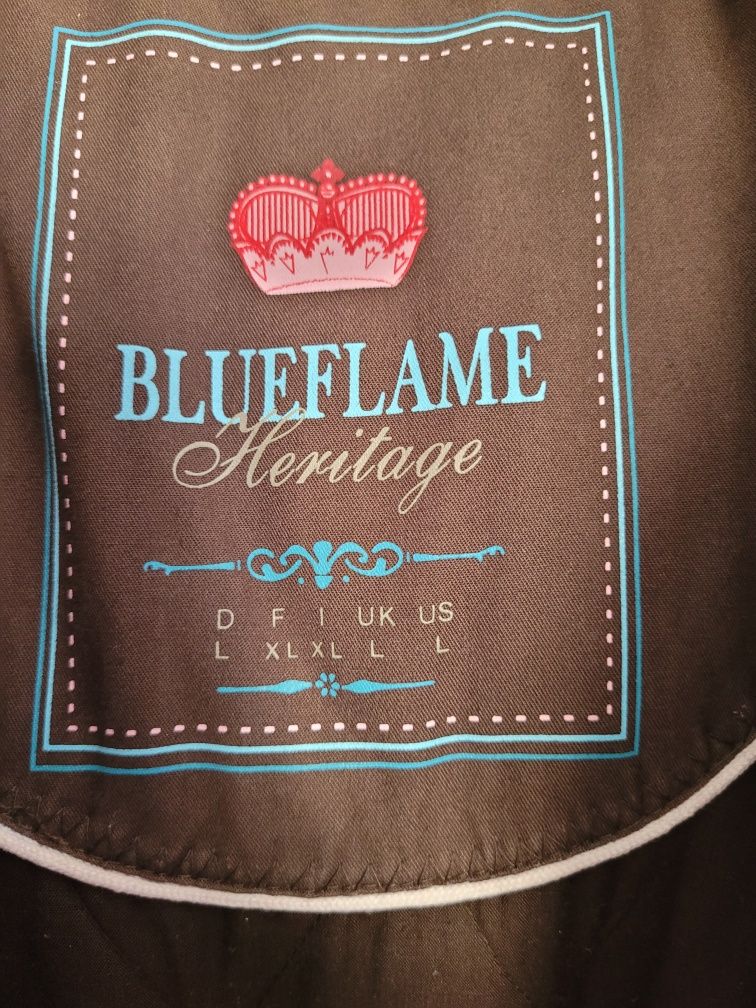 BLUEFLAME
Heritage
D F I UK US
L XL XL L L